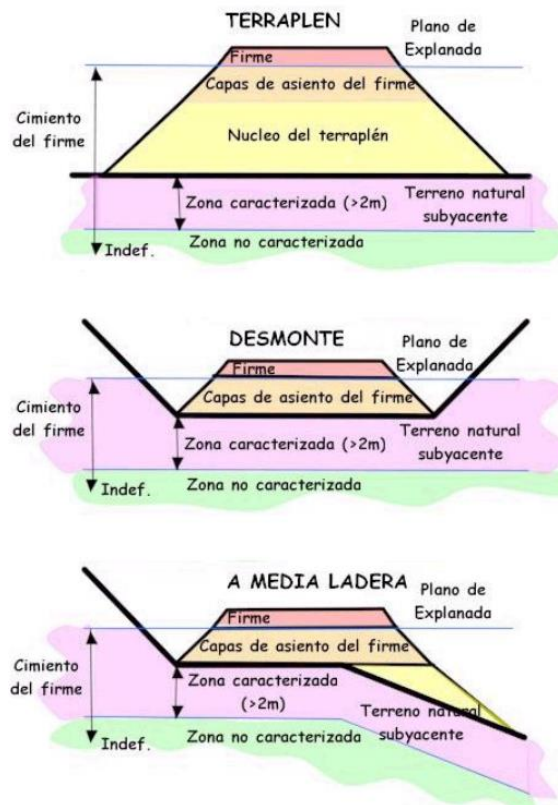 TERRAPLEN
Plano de
Explanada
Firme
Capas de asiento del firme
Cimiento
del firme
Nucleo del terraplén
Zona caracterizada (>2m)
Terreno natural
subyacente
Zona no caracterizada
Indef.
DESMONTE
Plano de
Explanada
Firme
Capas de asiento del firme
Cimiento
del firme
Zona caracterizada (>2m)
Terreno natural
subyacente
Zona no caracterizada
Indef.
A MEDIA LADERA
Plano de
Explanada
Firme
Capas de asiento del firme
Cimiento
del firme
Zona caracterizada
(>2m)
Terreno natural
subyacente
Zona no caracterizada
Indef.